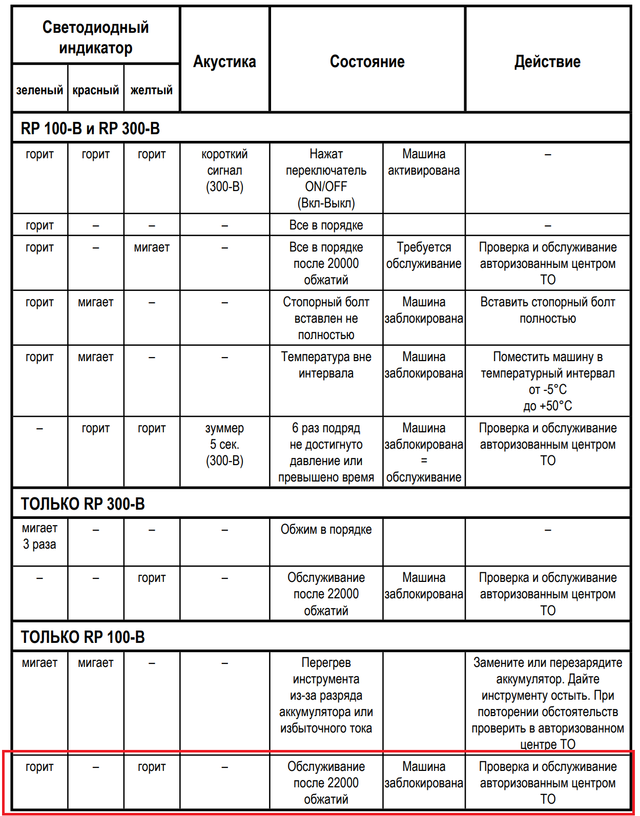 Светодиодный индикатор | Акустика | Состояние | Действие
зеленый | красный | желтый
RP 100-B и RP 300-B
горит | горит | горит | короткий сигнал (300-B) | Нажат переключатель ON/OFF (Вкл-Выкл) | Машина активирована | –
горит | – | – | – | Все в порядке | | –
горит | – | мигает | – | Все в порядке после 20000 обжатий | Требуется обслуживание | Проверка и обслуживание авторизованным центром ТО
горит | мигает | – | – | Стопорный болт вставлен не полностью | Машина заблокирована | Вставить стопорный болт полностью
горит | мигает | – | – | Температура вне интервала | Машина заблокирована | Поместить машину в температурный интервал от -5°C до +50°C
– | горит | горит | зуммер 5 сек. (300-B) | 6 раз подряд не достигнуто давление или превышено время | Машина заблокирована = обслуживание | Проверка и обслуживание авторизованным центром ТО
ТОЛЬКО RP 300-B
мигает 3 раза | – | – | – | Обжим в порядке | | –
– | – | горит | – | Обслуживание после 22000 обжатий | Машина заблокирована | Проверка и обслуживание авторизованным центром ТО
ТОЛЬКО RP 100-B
мигает | мигает | – | – | Перегрев инструмента из-за разряда аккумулятора или избыточного тока | | Замените или перезарядите аккумулятор. Дайте инструменту остыть. При повторении обстоятельств проверить в авторизованном центре ТО
горит | – | горит | – | Обслуживание после 22000 обжатий | Машина заблокирована | Проверка и обслуживание авторизованным центром ТО